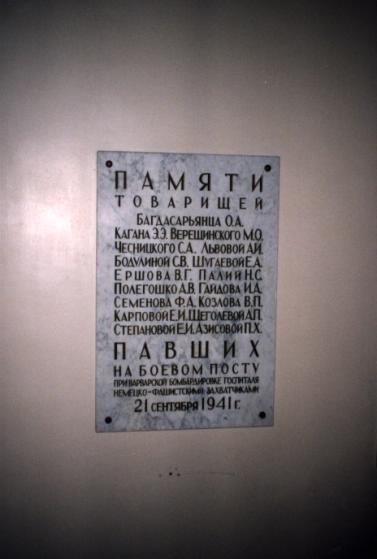 ПАМЯТИ
ТОВАРИЩЕЙ
БАГДАСАРЬЯНЦА О.А.
КАГАНА Э.Э. ВЕРЕЩИНСКОГО М.О.
ЧЕСНИЦКОГО С.А. ЛЬВОВОЙ А.И.
БОДУЛИНОЙ С.В. ШУГАЕВОЙ Е.А.
ЕРШОВА В.Г. ПАЛИЙ Н.С.
ПОЛЕГОШКО А.В. ГАЙДОВА И.Д.
СЕМЕНОВА Ф.А. КОЗЛОВА В.П.
КАРПОВОЙ Е.И. ЩЕГОЛЕВОЙ А.П.
СТЕПАНОВОЙ Е.И. АЗИСОВОЙ П.Х.
ПАВШИХ
НА БОЕВОМ ПОСТУ
ПРИ ВАРВАРСКОЙ БОМБАРДИРОВКЕ ГОСПИТАЛЯ
НЕМЕЦКО-ФАШИСТСКИМИ ЗАХВАТЧИКАМИ
21 СЕНТЯБРЯ 1941 Г.